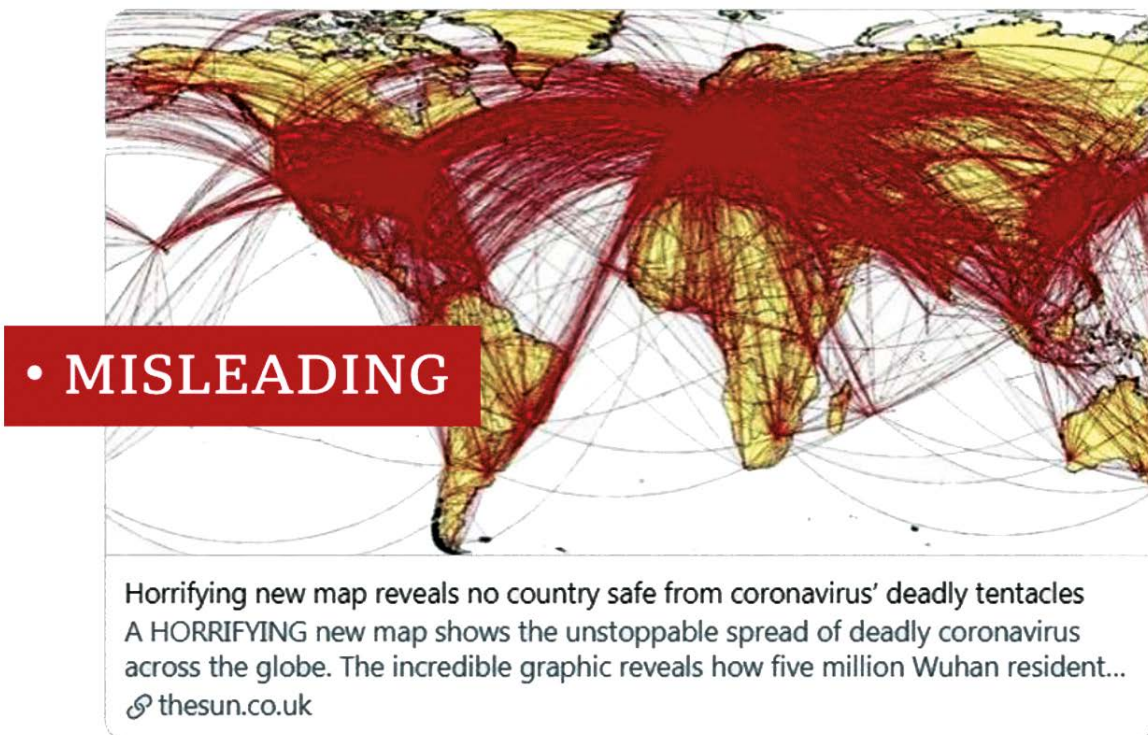 • MISLEADING
Horrifying new map reveals no country safe from coronavirus’ deadly tentacles
A HORRIFYING new map shows the unstoppable spread of deadly coronavirus
across the globe. The incredible graphic reveals how five million Wuhan resident...
thesun.co.uk